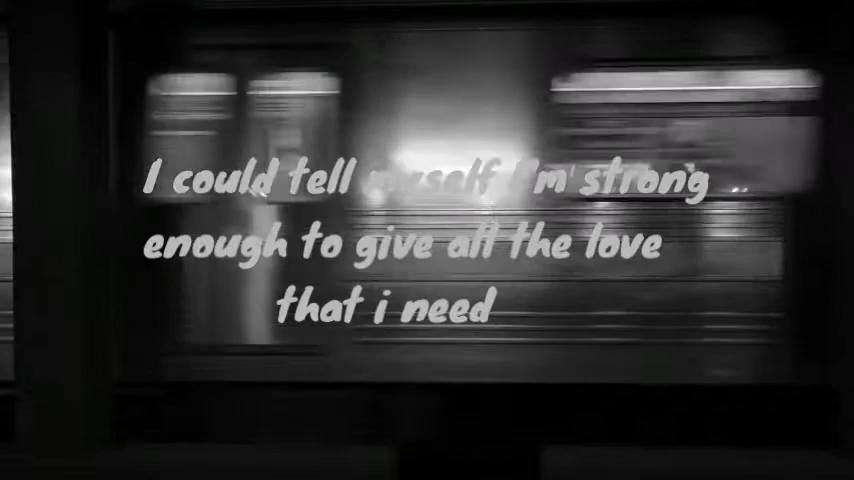 I could tell myself I'm strong
enough to give all the love
that i need